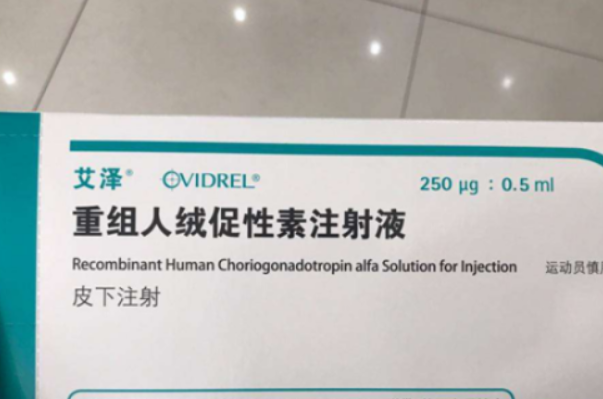 艾泽® OVIDREL® 250 μg : 0.5 ml
重组人绒促性素注射液
Recombinant Human Choriogonadotropin alfa Solution for Injection 运动员慎
皮下注射